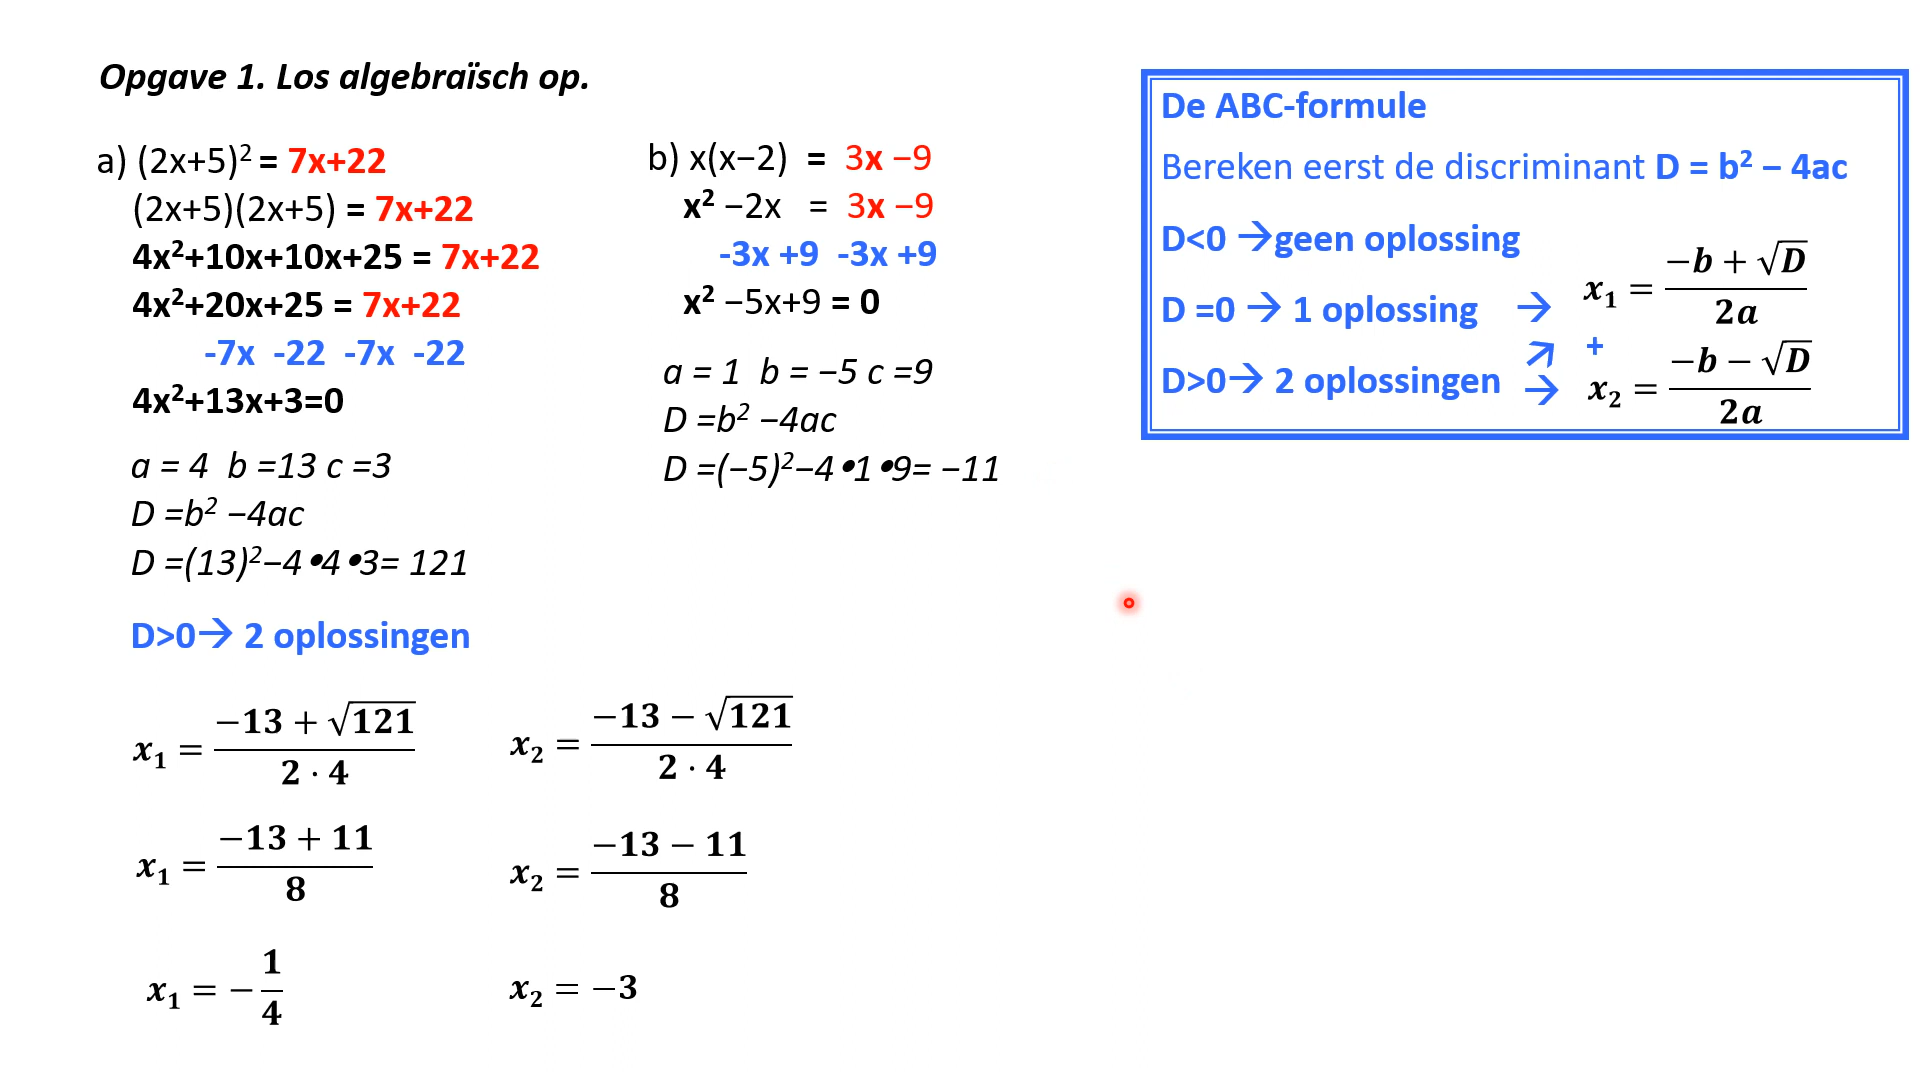 Opgave 1. Los algebraïsch op.
a) (2x+5)² = 7x+22
(2x+5)(2x+5) = 7x+22
4x²+10x+10x+25 = 7x+22
4x²+20x+25 = 7x+22
-7x -22 -7x -22
4x²+13x+3=0
a = 4 b =13 c =3
D =b² −4ac
D =(13)²−4•4•3= 121
D>0→ 2 oplossingen
x₁ = (−13 + √121)/(2 · 4)
x₁ = (−13 + 11)/8
x₁ = −1/4
x₂ = (−13 − √121)/(2 · 4)
x₂ = (−13 − 11)/8
x₂ = −3
b) x(x−2) = 3x −9
x² −2x = 3x −9
-3x +9 -3x +9
x² −5x+9 = 0
a = 1 b = −5 c =9
D =b² −4ac
D =(−5)²−4•1•9= −11
De ABC-formule
Bereken eerst de discriminant D = b² − 4ac
D<0 →geen oplossing
D =0 → 1 oplossing →
x₁ = (−b + √D)/(2a)
↗ +
D>0→ 2 oplossingen →
x₂ = (−b − √D)/(2a)